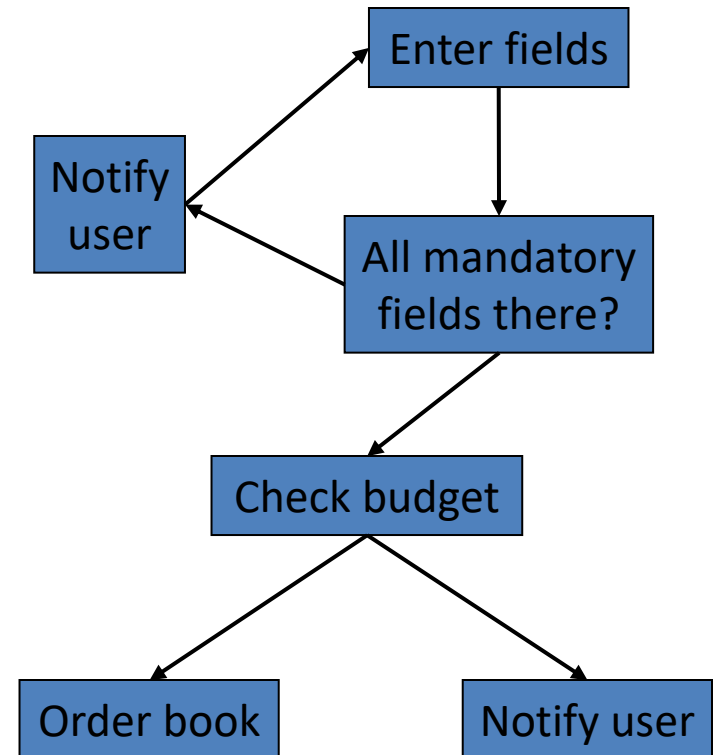 Enter fields
Notify
user
All mandatory
fields there?
Check budget
Order book
Notify user